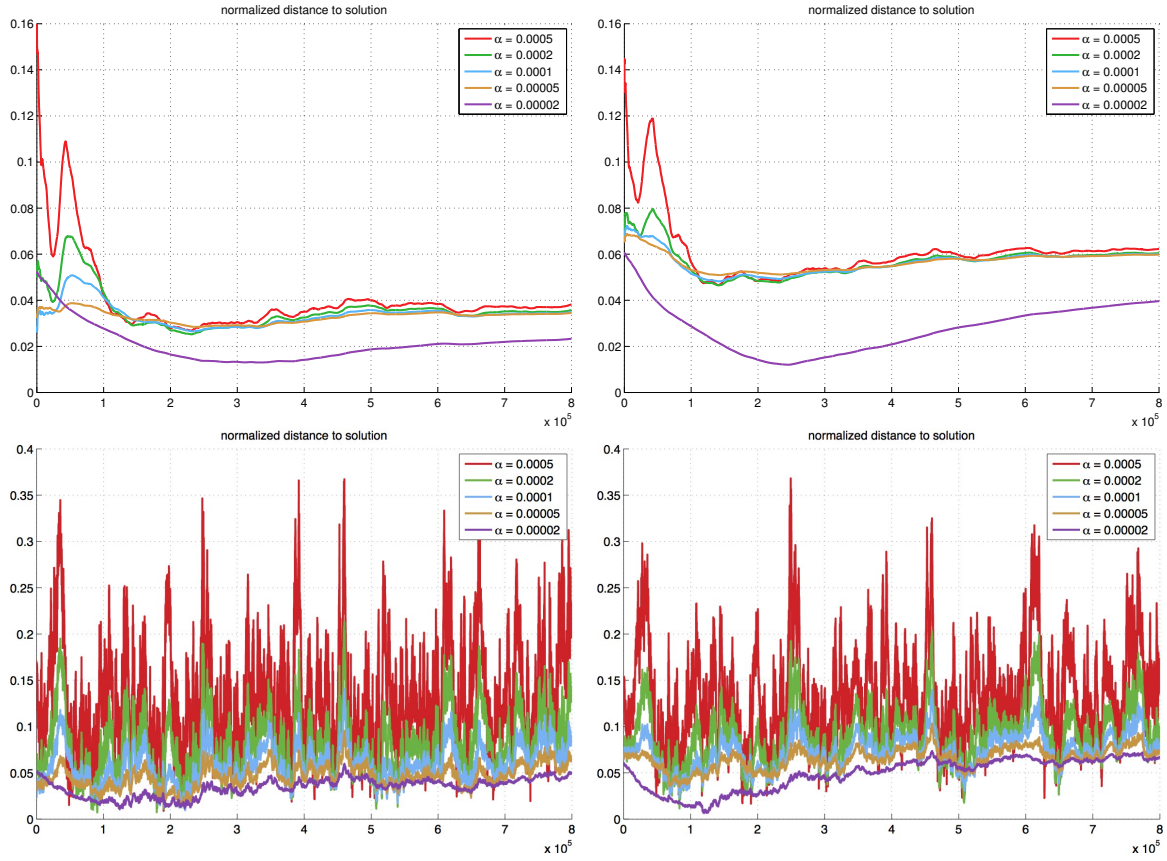 normalized distance to solution
0.16
0.14
0.12
0.1
0.08
0.06
0.04
0.02
0
α = 0.0005
α = 0.0002
α = 0.0001
α = 0.00005
α = 0.00002
0 1 2 3 4 5 6 7 8
x 10^5
normalized distance to solution
0.16
0.14
0.12
0.1
0.08
0.06
0.04
0.02
0
α = 0.0005
α = 0.0002
α = 0.0001
α = 0.00005
α = 0.00002
0 1 2 3 4 5 6 7 8
x 10^5
normalized distance to solution
0.4
0.35
0.3
0.25
0.2
0.15
0.1
0.05
0
α = 0.0005
α = 0.0002
α = 0.0001
α = 0.00005
α = 0.00002
0 1 2 3 4 5 6 7 8
x 10^5
normalized distance to solution
0.4
0.35
0.3
0.25
0.2
0.15
0.1
0.05
0
α = 0.0005
α = 0.0002
α = 0.0001
α = 0.00005
α = 0.00002
0 1 2 3 4 5 6 7 8
x 10^5